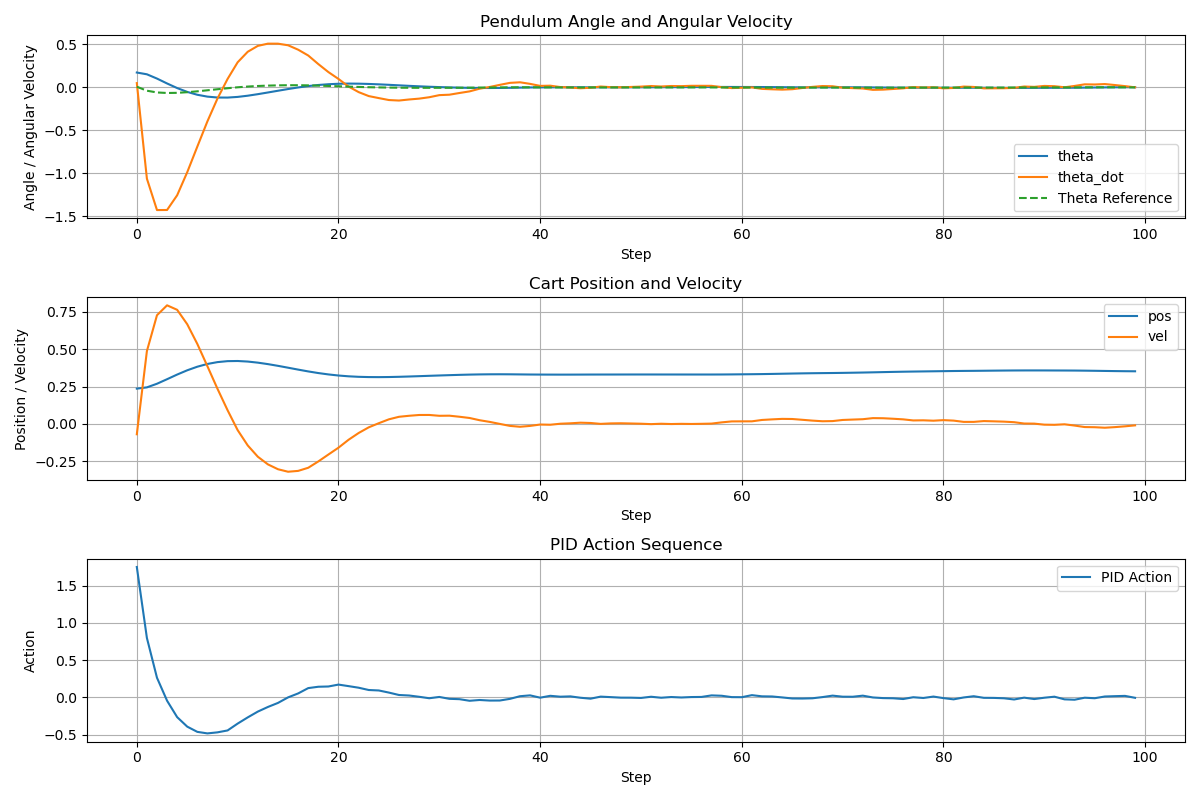 Pendulum Angle and Angular Velocity
Angle / Angular Velocity
0.5
0.0
−0.5
−1.0
−1.5
theta
theta_dot
Theta Reference
0 20 40 60 80 100
Step
Cart Position and Velocity
Position / Velocity
0.75
0.50
0.25
0.00
−0.25
pos
vel
0 20 40 60 80 100
Step
PID Action Sequence
Action
1.5
1.0
0.5
0.0
−0.5
PID Action
0 20 40 60 80 100
Step